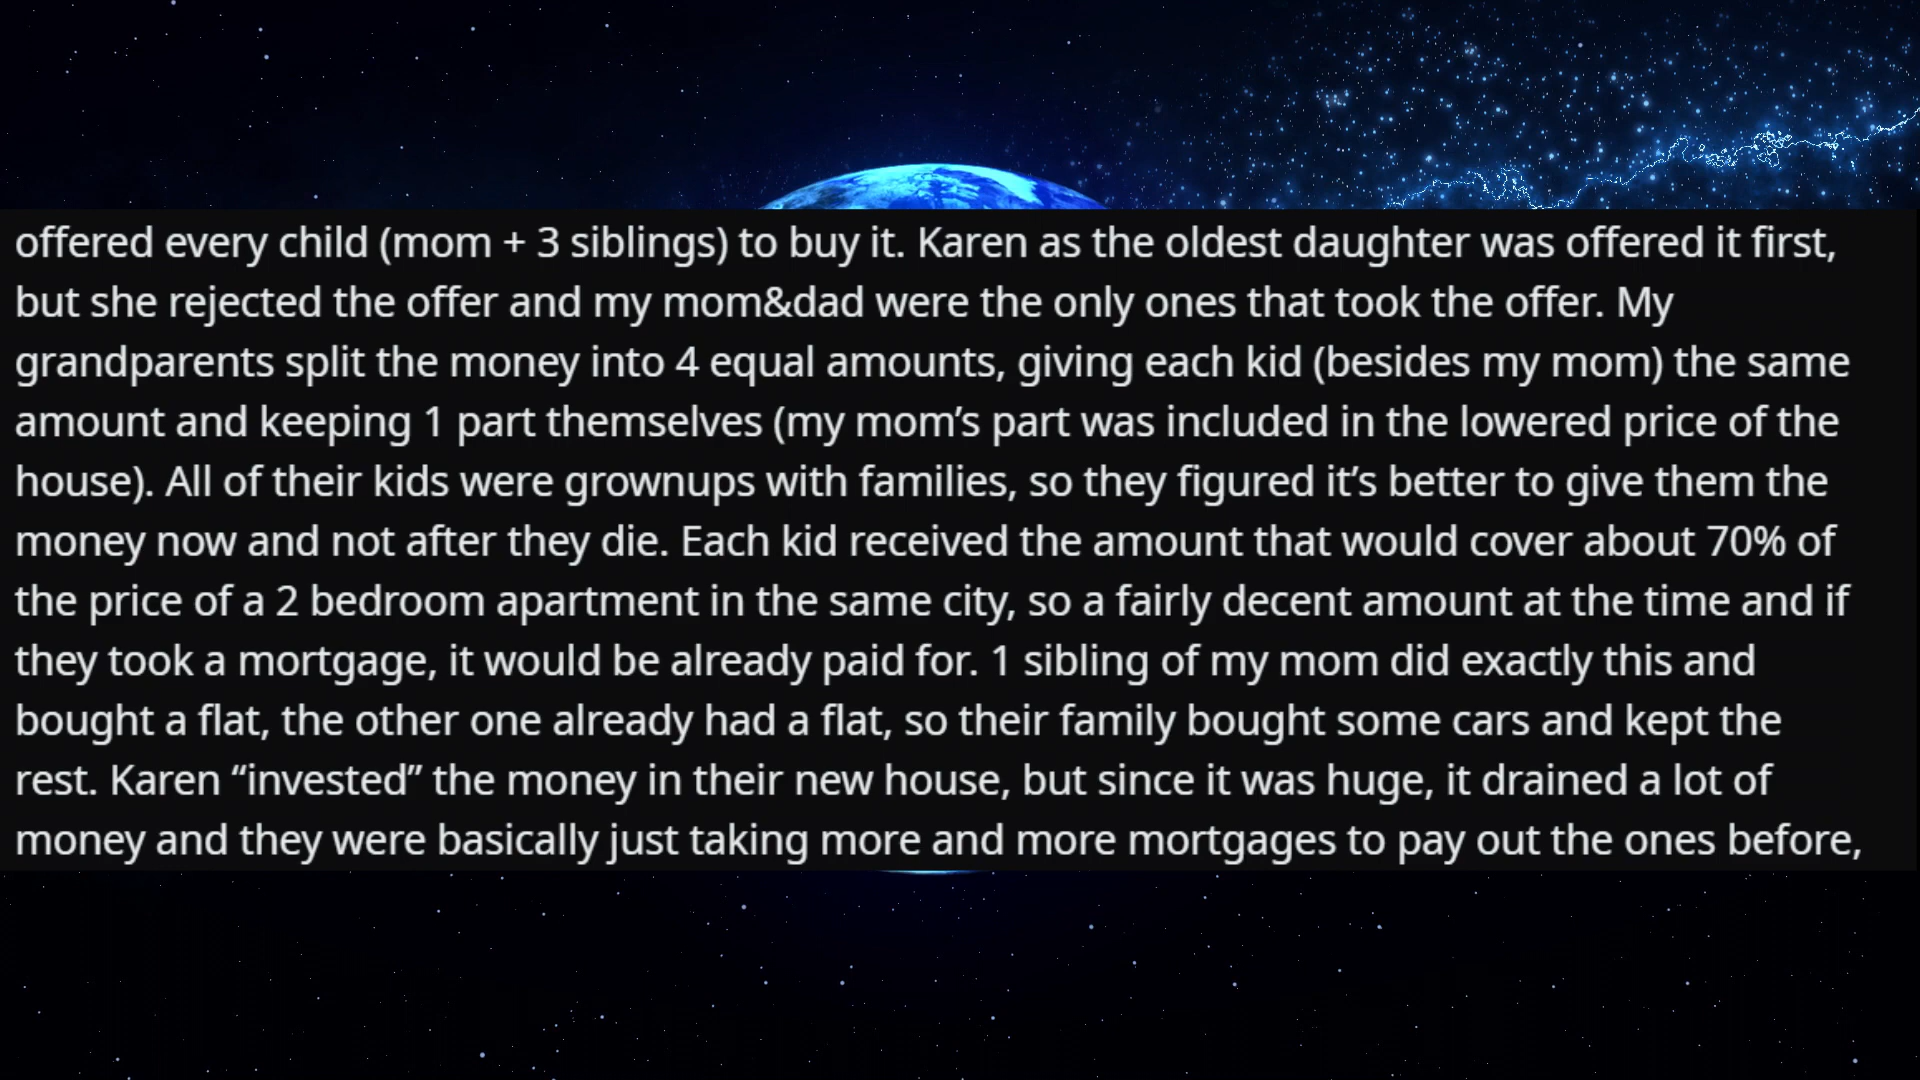 offered every child (mom + 3 siblings) to buy it. Karen as the oldest daughter was offered it first,
but she rejected the offer and my mom&dad were the only ones that took the offer. My
grandparents split the money into 4 equal amounts, giving each kid (besides my mom) the same
amount and keeping 1 part themselves (my mom’s part was included in the lowered price of the
house). All of their kids were grownups with families, so they figured it’s better to give them the
money now and not after they die. Each kid received the amount that would cover about 70% of
the price of a 2 bedroom apartment in the same city, so a fairly decent amount at the time and if
they took a mortgage, it would be already paid for. 1 sibling of my mom did exactly this and
bought a flat, the other one already had a flat, so their family bought some cars and kept the
rest. Karen “invested” the money in their new house, but since it was huge, it drained a lot of
money and they were basically just taking more and more mortgages to pay out the ones before,